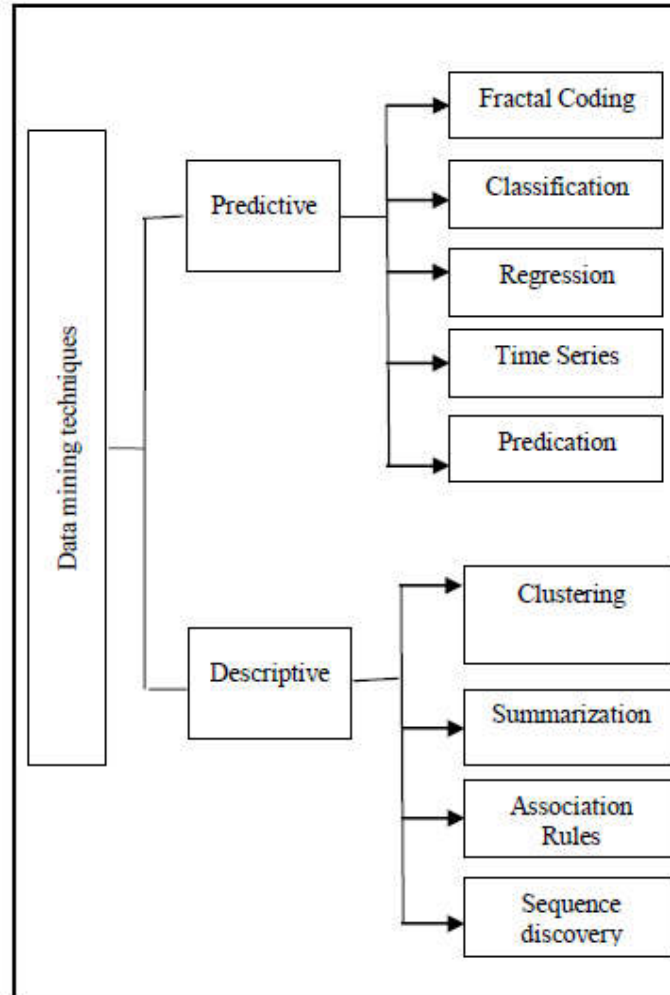 Data mining techniques
Predictive
Fractal Coding
Classification
Regression
Time Series
Predication
Descriptive
Clustering
Summarization
Association
Rules
Sequence
discovery